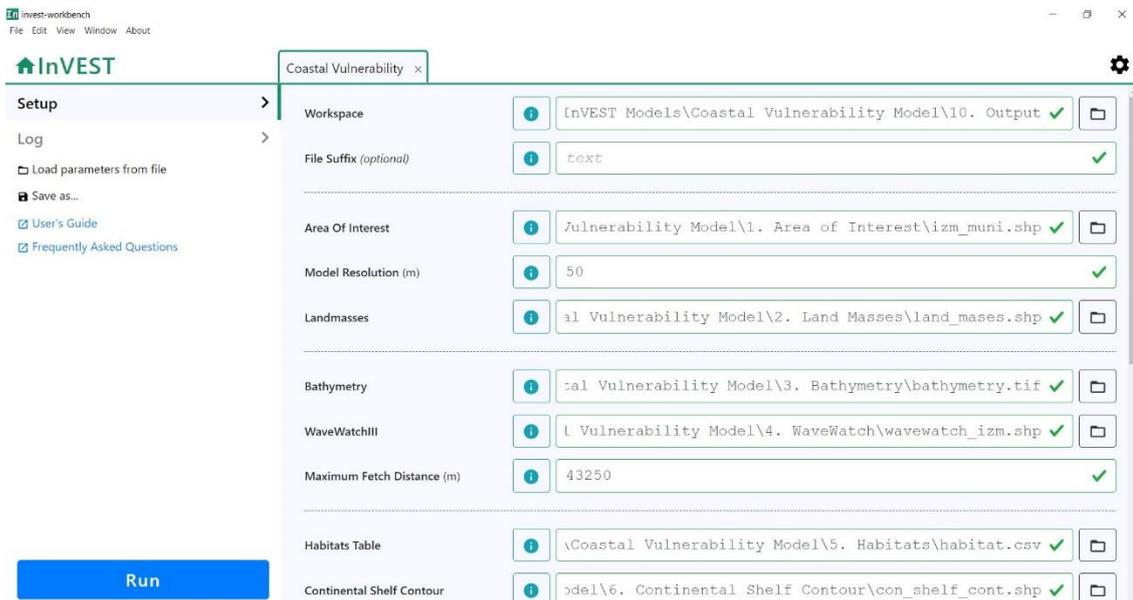 In invest-workbench
File Edit View Window About
InVEST
Coastal Vulnerability ×
Setup
Log
Load parameters from file
Save as...
User's Guide
Frequently Asked Questions
Run
Workspace InVEST Models\Coastal Vulnerability Model\10. Output
File Suffix (optional) text
Area Of Interest Vulnerability Model\1. Area of Interest\izm_muni.shp
Model Resolution (m) 50
Landmasses al Vulnerability Model\2. Land Masses\land_mases.shp
Bathymetry tal Vulnerability Model\3. Bathymetry\bathymetry.tif
WaveWatchIII l Vulnerability Model\4. WaveWatch\wavewatch_izm.shp
Maximum Fetch Distance (m) 43250
Habitats Table \Coastal Vulnerability Model\5. Habitats\habitat.csv
Continental Shelf Contour odel\6. Continental Shelf Contour\con_shelf_cont.shp